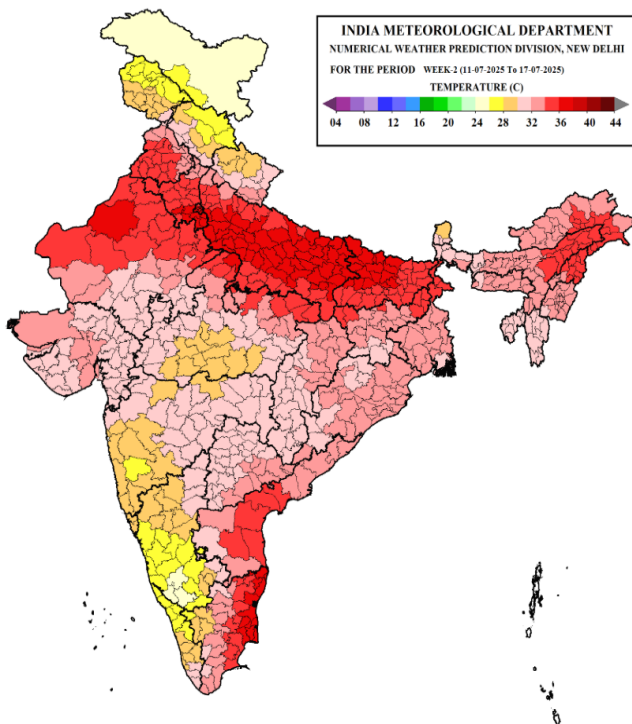 INDIA METEOROLOGICAL DEPARTMENT
NUMERICAL WEATHER PREDICTION DIVISION, NEW DELHI
FOR THE PERIOD WEEK-2 (11-07-2025 To 17-07-2025)
TEMPERATURE (C)
04 08 12 16 20 24 28 32 36 40 44